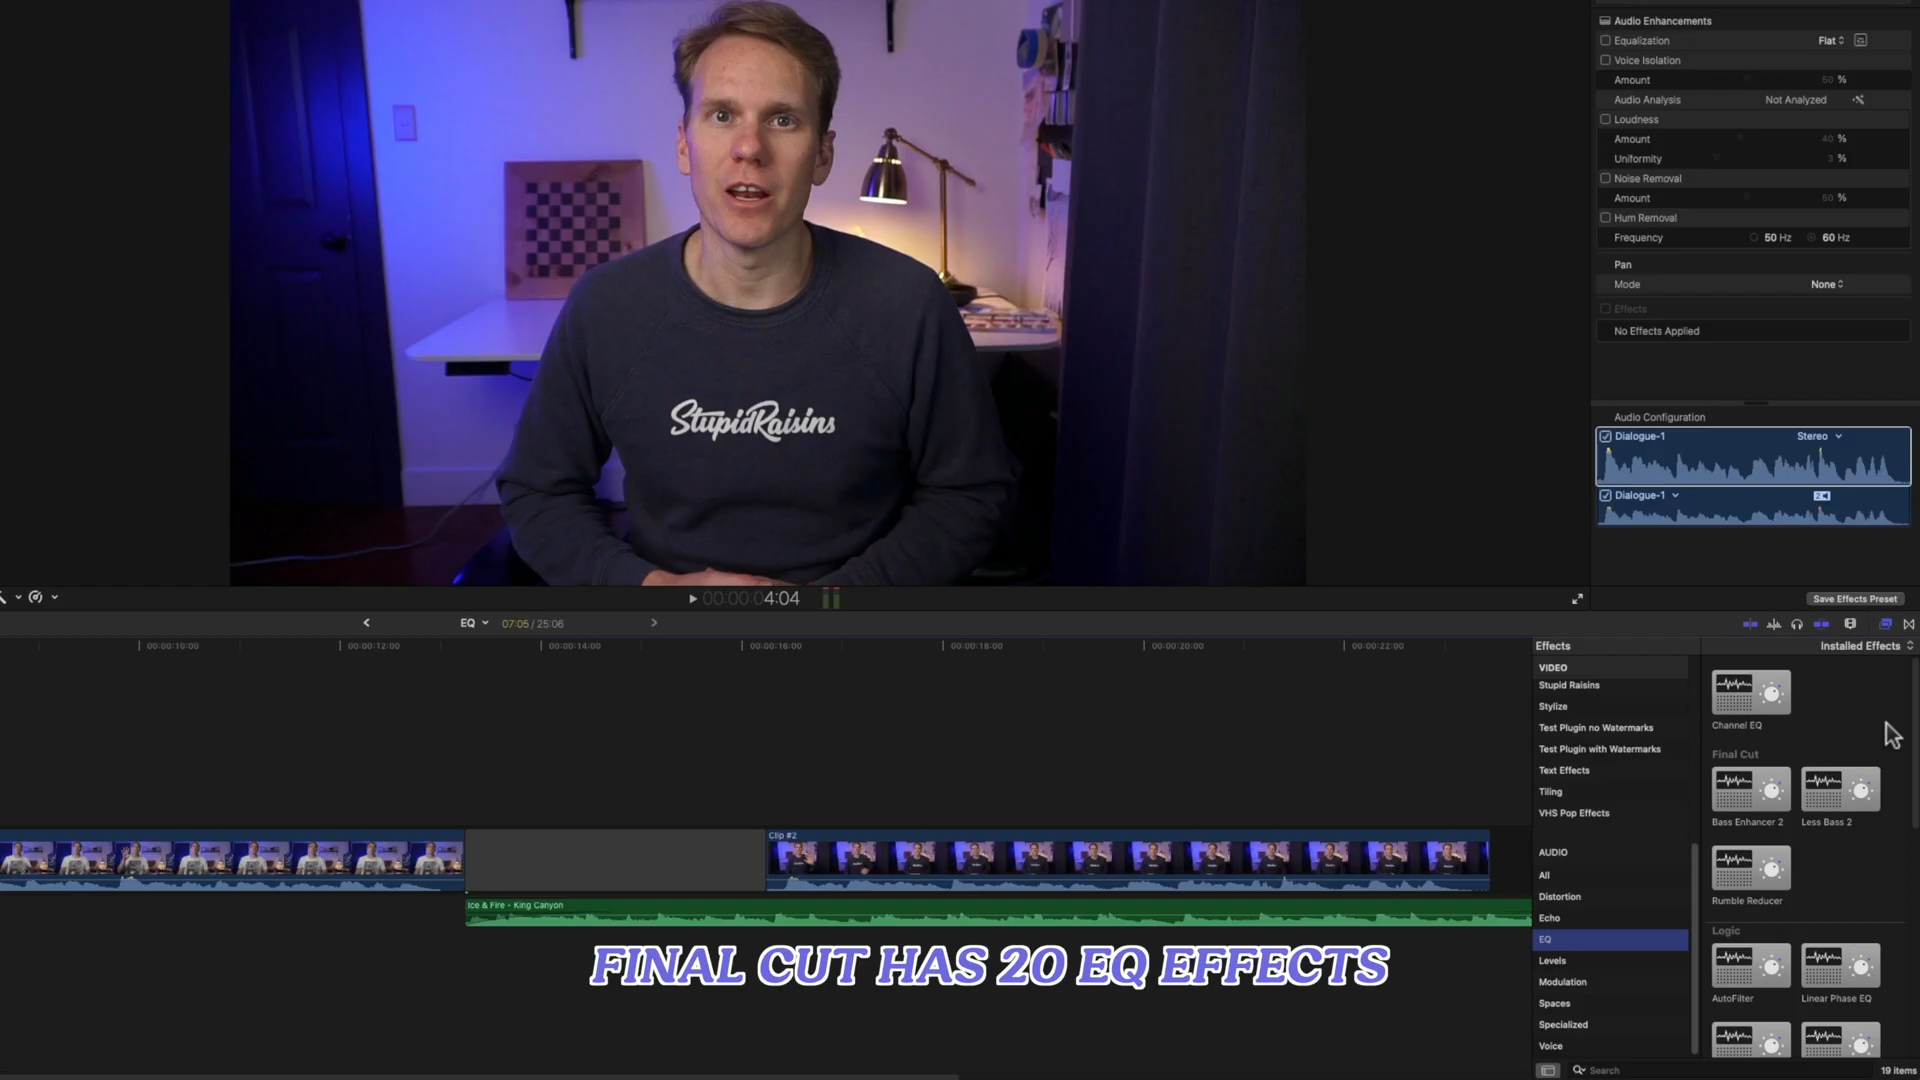 Audio Enhancements
Equalization Flat
Voice Isolation
Amount 50 %
Audio Analysis Not Analyzed
Loudness
Amount 40 %
Uniformity 3 %
Noise Removal
Amount 50 %
Hum Removal
Frequency 50 Hz 60 Hz
Pan
Mode None
Effects
No Effects Applied
StupidRaisins
Audio Configuration
Dialogue-1 Stereo
Dialogue-1
00:00:04:04
Save Effects Preset
EQ 07:05 / 25:06
00:00:10:00 00:00:12:00 00:00:14:00 00:00:16:00 00:00:18:00 00:00:20:00 00:00:22:00
Effects Installed Effects
VIDEO
Stupid Raisins
Stylize
Test Plugin no Watermarks
Test Plugin with Watermarks
Text Effects
Tiling
VHS Pop Effects
AUDIO
All
Distortion
Echo
EQ
Levels
Modulation
Spaces
Specialized
Voice
Channel EQ
Final Cut
Bass Enhancer 2 Less Bass 2
Rumble Reducer
Logic
AutoFilter Linear Phase EQ
Search 19 items
Clip #2
Ice & Fire - King Canyon
FINAL CUT HAS 20 EQ EFFECTS